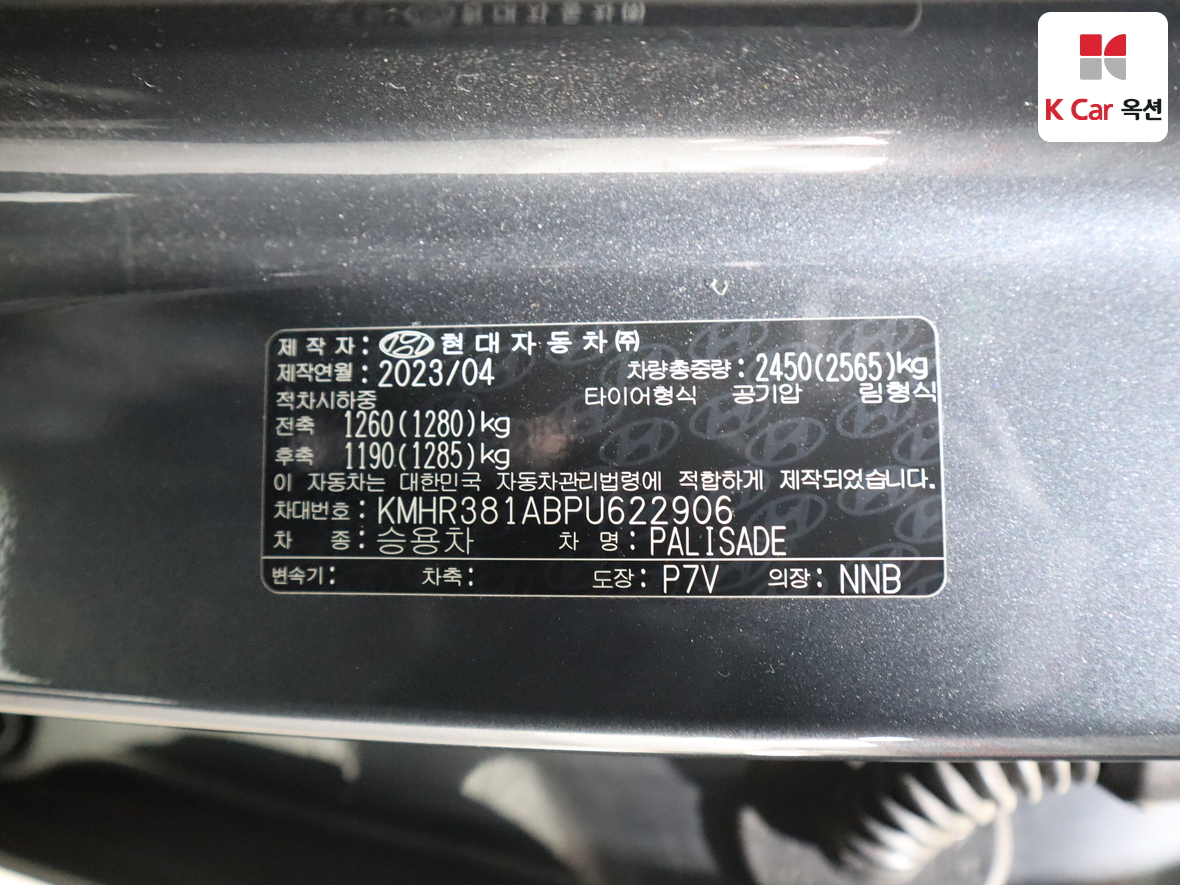 K Car 옥션
제 작 자 : 현 대 자 동 차 ㈜
제작연월 : 2023/04 차량총중량 : 2450(2565)kg
적차시하중 타이어형식 공기압 림형식
전축 1260(1280)kg
후축 1190(1285)kg
이 자동차는 대한민국 자동차관리법령에 적합하게 제작되었습니다.
차대번호 : KMHR381ABPU622906
차 종 : 승용차 차 명 : PALISADE
변속기 : 차축 : 도장 : P7V 의장 : NNB